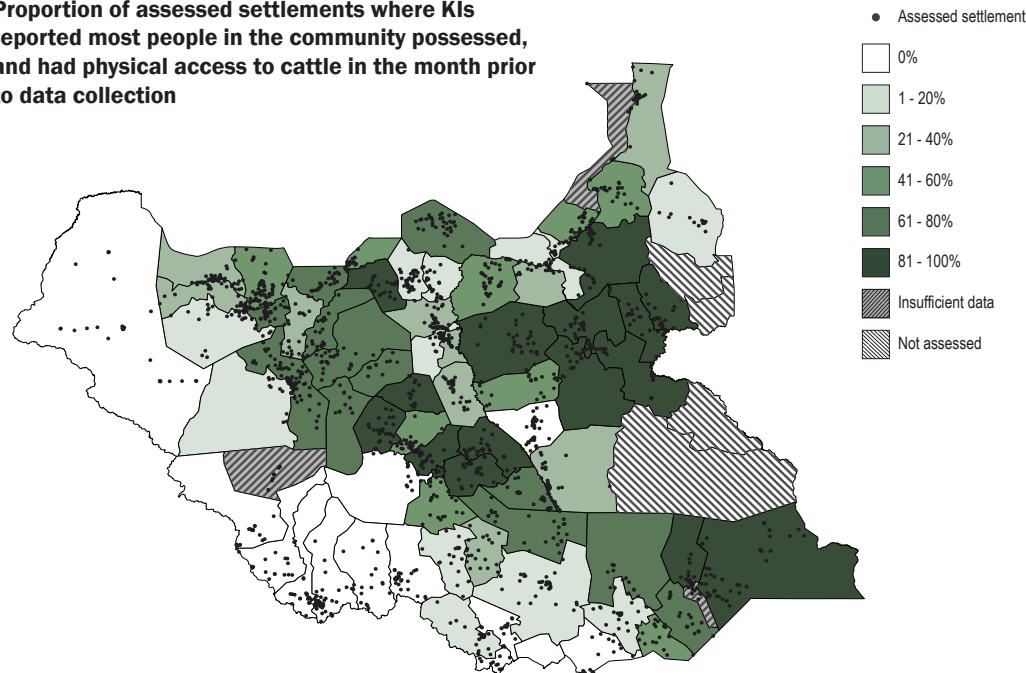 Proportion of assessed settlements where KIs
reported most people in the community possessed,
and had physical access to cattle in the month prior
to data collection
Assessed settlement
0%
1 - 20%
21 - 40%
41 - 60%
61 - 80%
81 - 100%
Insufficient data
Not assessed